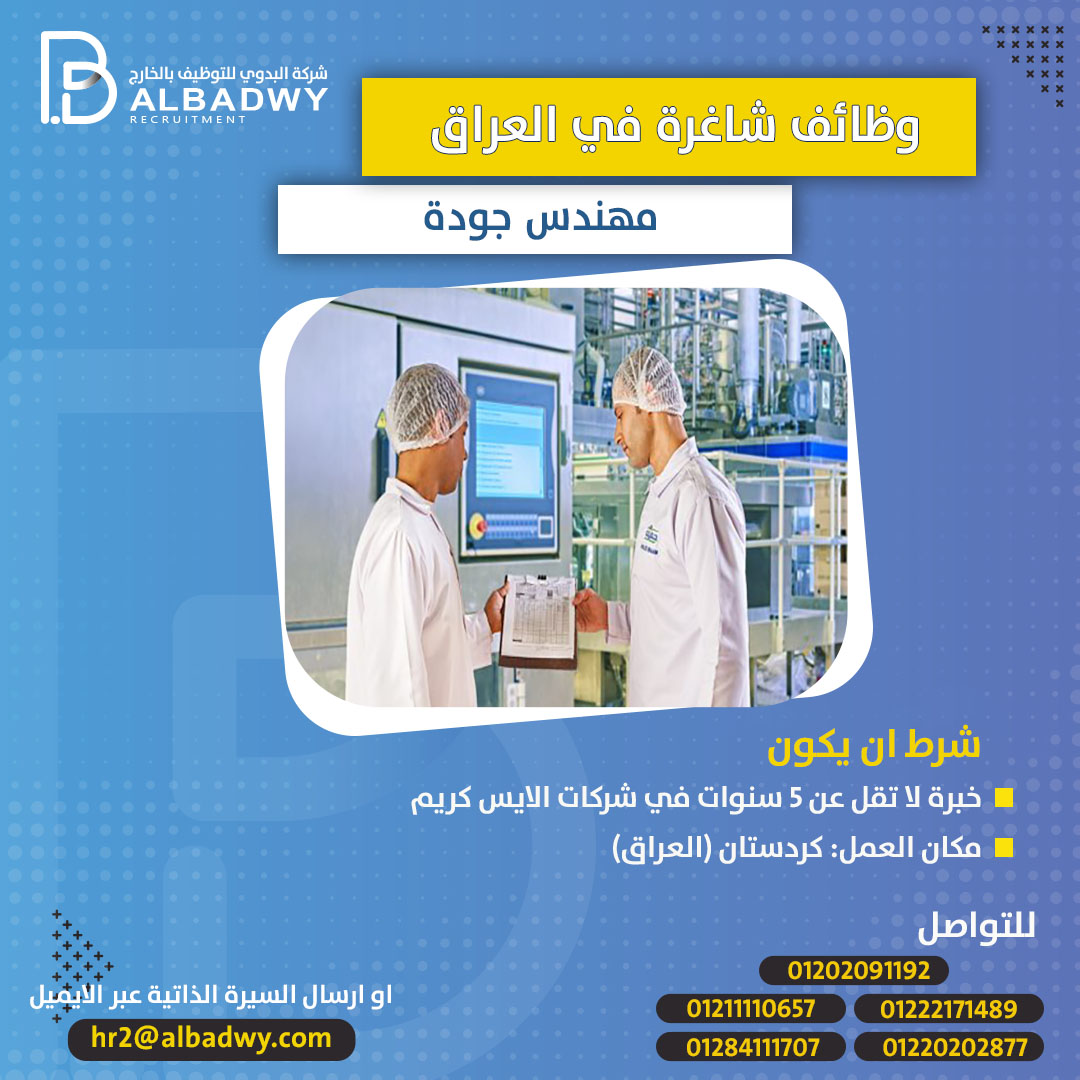 شركة البدوي للتوظيف بالخارج
ALBADWY
RECRUITMENT
وظائف شاغرة في العراق
مهندس جودة
شرط ان يكون
خبرة لا تقل عن 5 سنوات في شركات الايس كريم
مكان العمل: كردستان (العراق)
للتواصل
01202091192
01211110657
01222171489
01284111707
01220202877
او ارسال السيرة الذاتية عبر الايميل
hr2@albadwy.com